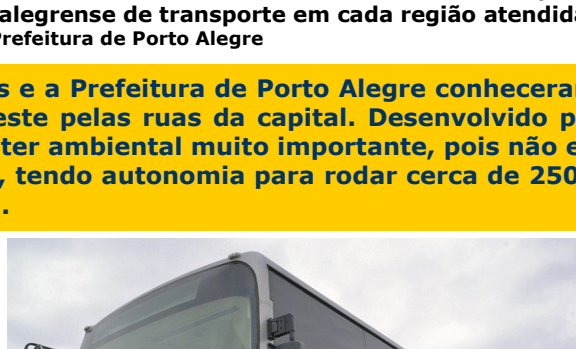 alegrense de transporte em cada região atendida
Prefeitura de Porto Alegre
s e a Prefeitura de Porto Alegre conheceram
este pelas ruas da capital. Desenvolvido p
ter ambiental muito importante, pois não e
, tendo autonomia para rodar cerca de 250
.